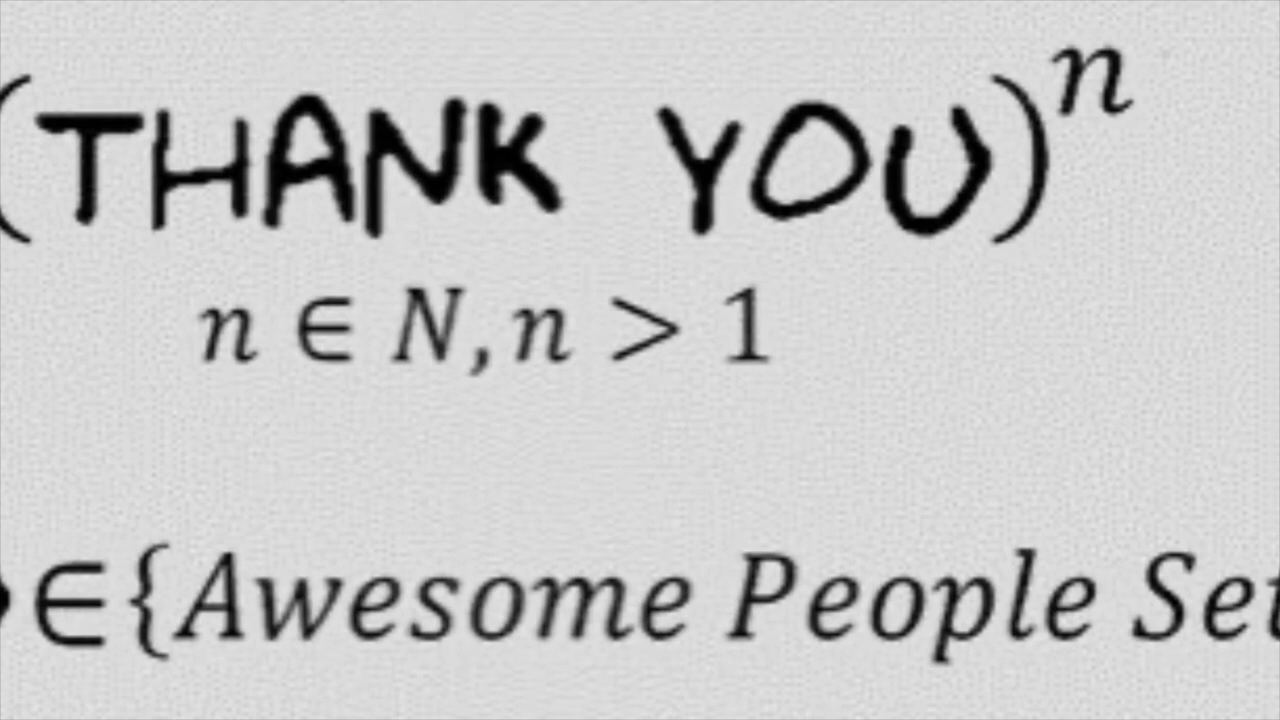 (THANK YOU)ⁿ
n ∈ N, n > 1
∈ {Awesome People Set